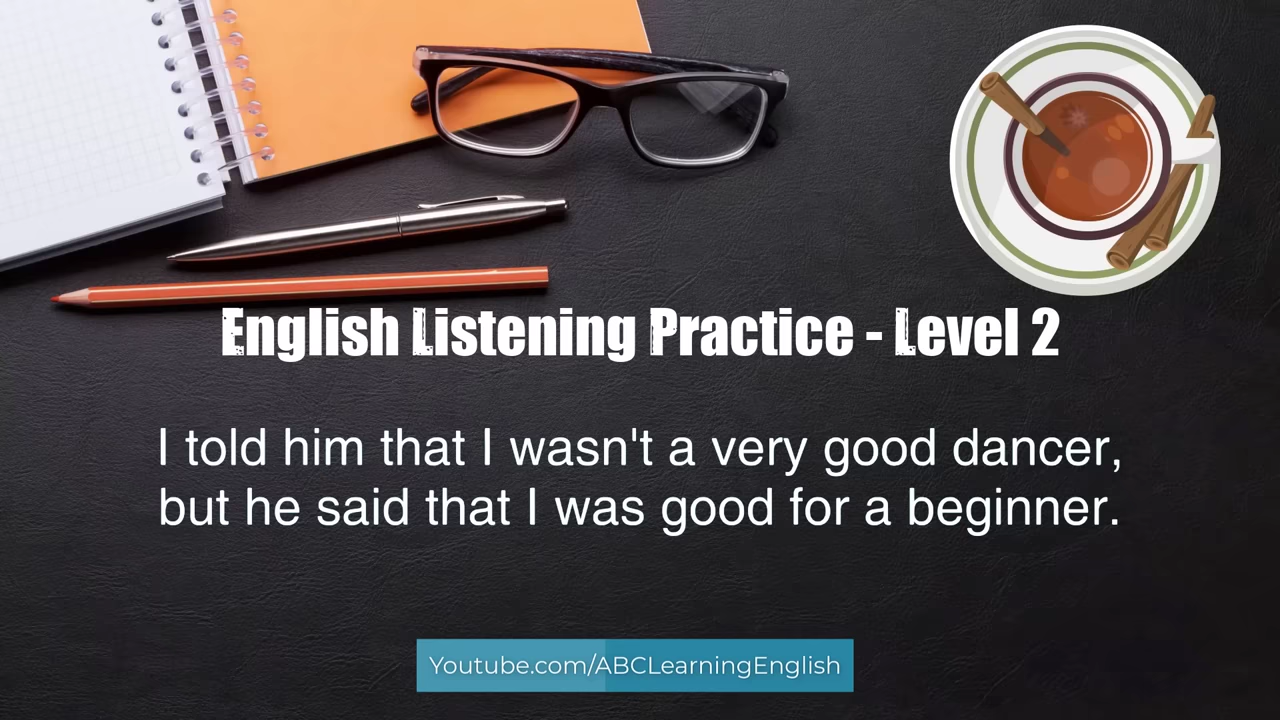 English Listening Practice - Level 2
I told him that I wasn't a very good dancer,
but he said that I was good for a beginner.
Youtube.com/ABCLearningEnglish